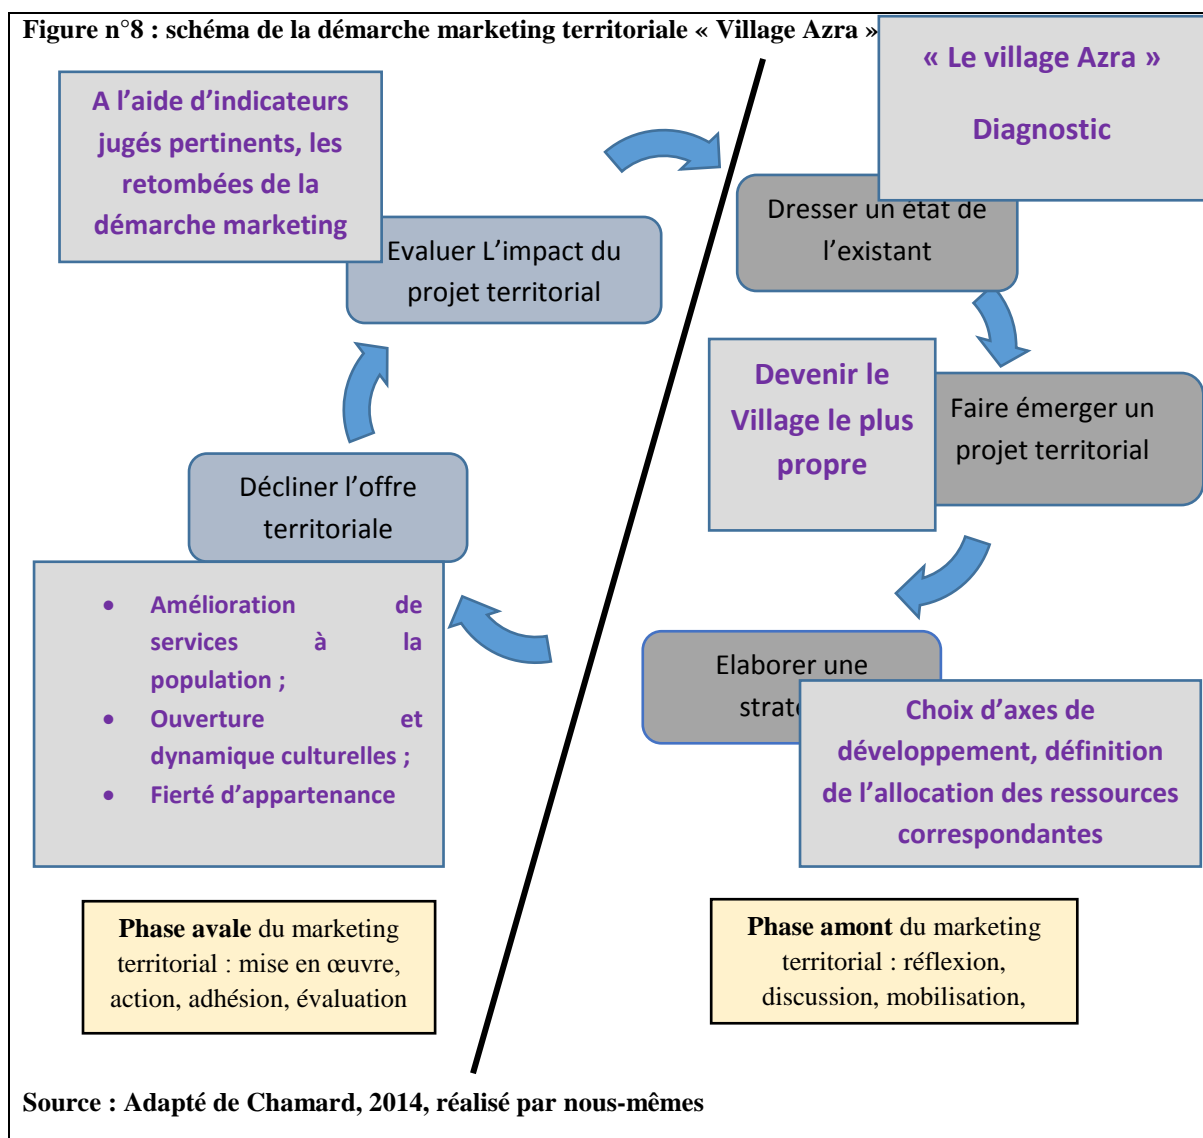 Figure n°8 : schéma de la démarche marketing territoriale « Village Azra »
« Le village Azra »
Diagnostic
Dresser un état de
l’existant
Devenir le
Village le plus
propre
Faire émerger un
projet territorial
Elaborer une
Choix d’axes de
développement, définition
de l’allocation des ressources
correspondantes
Phase amont du marketing
territorial : réflexion,
discussion, mobilisation,
A l’aide d’indicateurs
jugés pertinents, les
retombées de la
démarche marketing
Evaluer L’impact du
projet territorial
Décliner l’offre
territoriale
• Amélioration de
services à la
population ;
• Ouverture et
dynamique culturelles ;
• Fierté d’appartenance
Phase avale du marketing
territorial : mise en œuvre,
action, adhésion, évaluation
Source : Adapté de Chamard, 2014, réalisé par nous-mêmes